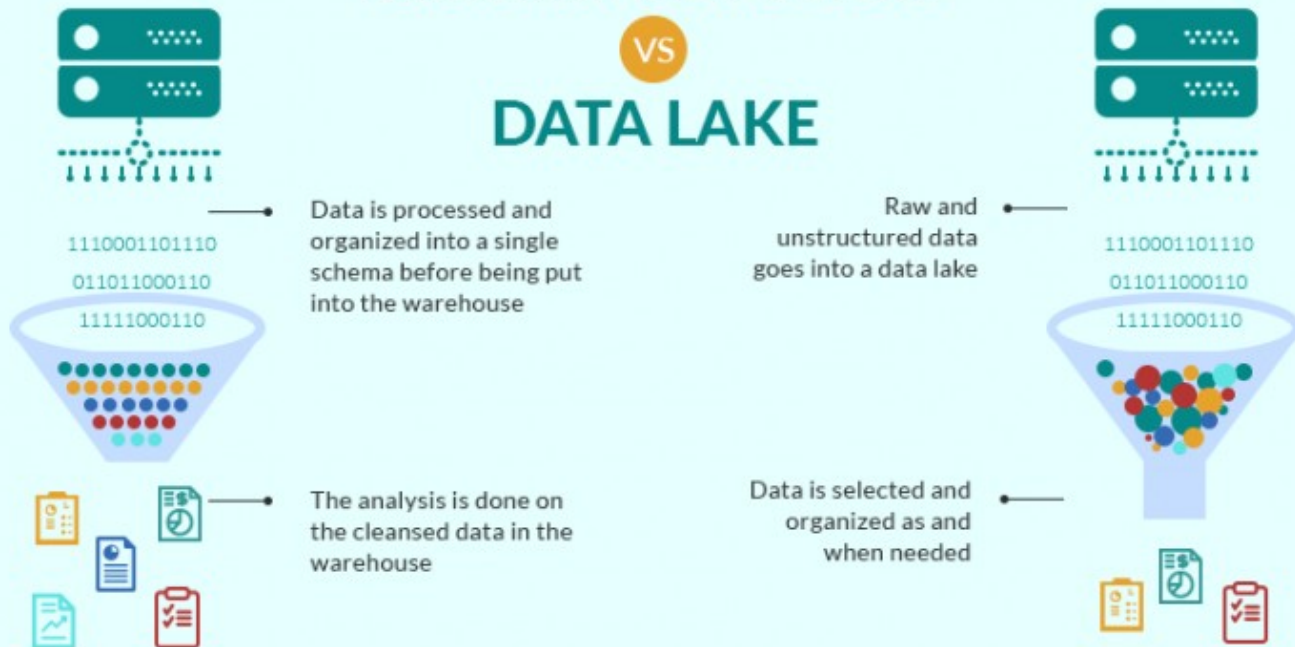 VS
DATA LAKE
Data is processed and
organized into a single
schema before being put
into the warehouse
Raw and
unstructured data
goes into a data lake
1110001101110
011011000110
11111000110
1110001101110
011011000110
11111000110
The analysis is done on
the cleansed data in the
warehouse
Data is selected and
organized as and
when needed